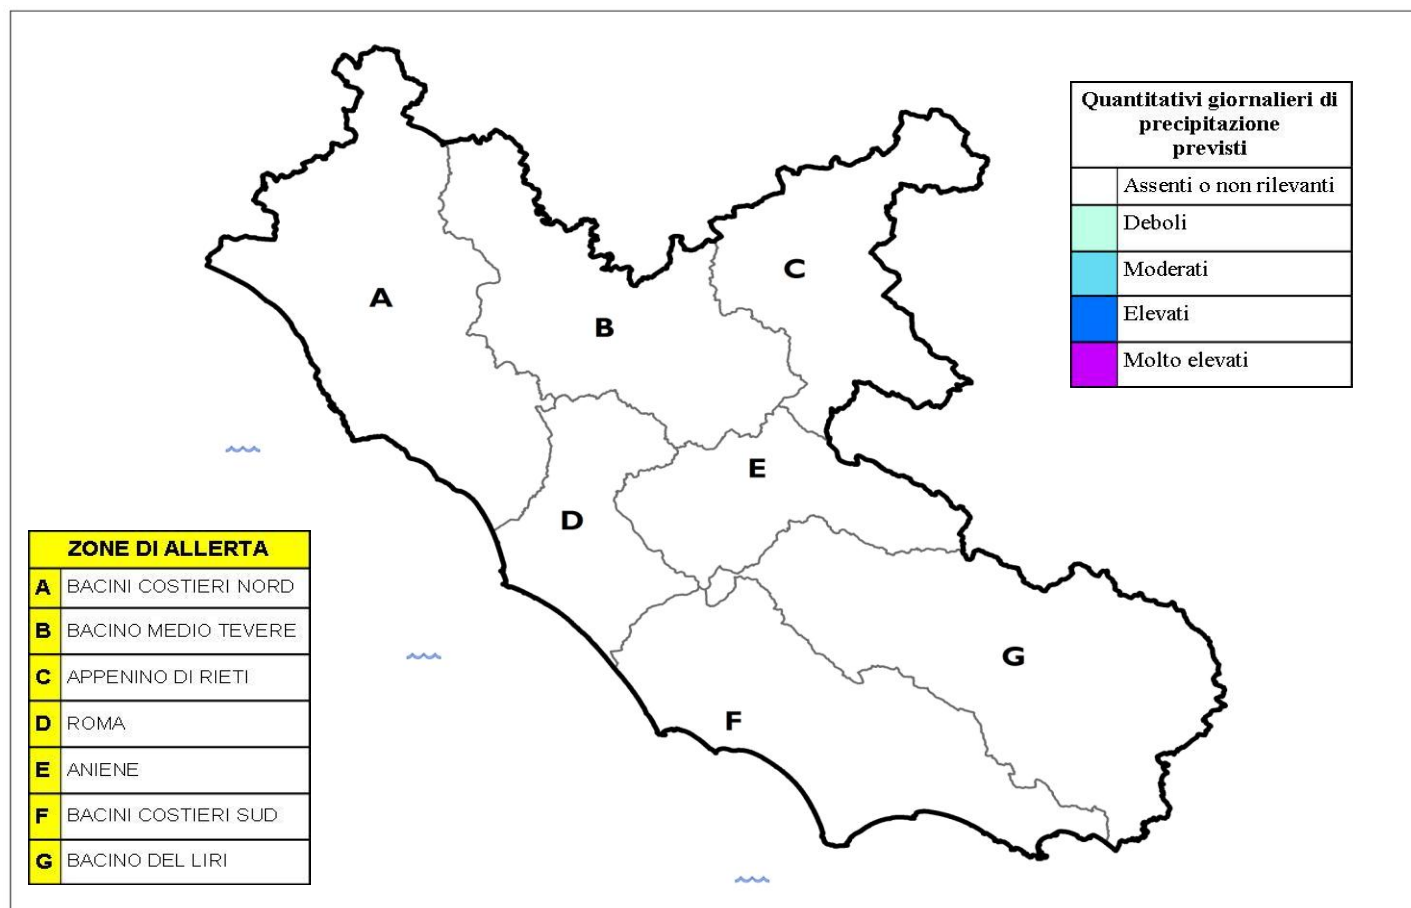 Quantitativi giornalieri di
precipitazione
previsti
Assenti o non rilevanti
Deboli
Moderati
Elevati
Molto elevati
A
B
C
D
E
F
G
ZONE DI ALLERTA
A BACINI COSTIERI NORD
B BACINO MEDIO TEVERE
C APPENINO DI RIETI
D ROMA
E ANIENE
F BACINI COSTIERI SUD
G BACINO DEL LIRI